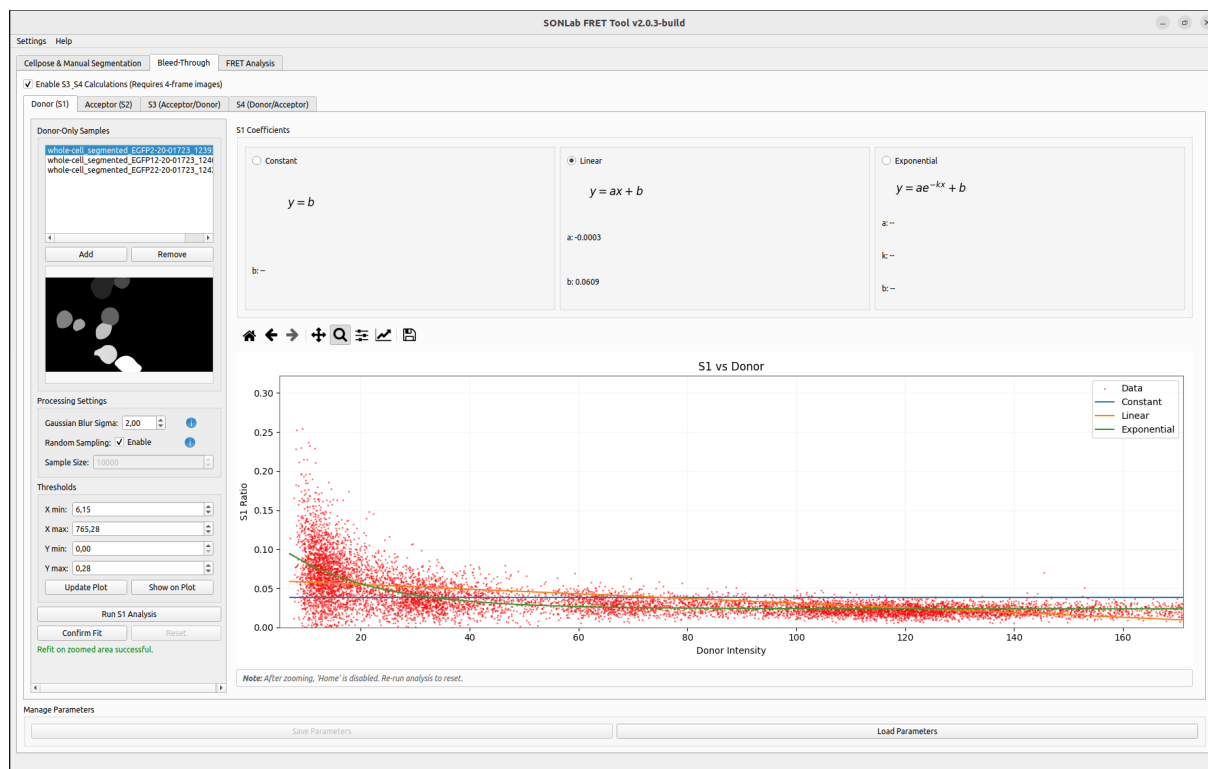 SONLab FRET Tool v2.0.3-build
Settings Help
Cellpose & Manual Segmentation Bleed-Through FRET Analysis
Enable S3_S4 Calculations (Requires 4-frame images)
Donor (S1) Acceptor (S2) S3 (Acceptor/Donor) S4 (Donor/Acceptor)
Donor-Only Samples
whole-cell_segmented_EGFP2-20-01723_1239
whole-cell_segmented_EGFP12-20-01723_124
whole-cell_segmented_EGFP22-20-01723_124
Add Remove
Processing Settings
Gaussian Blur Sigma: 2,00
Random Sampling: Enable
Sample Size: 10000
Thresholds
X min: 6,15
X max: 765,28
Y min: 0,00
Y max: 0,28
Update Plot Show on Plot
Run S1 Analysis
Confirm Fit Reset
Refit on zoomed area successful.
S1 Coefficients
Constant
y = b
b: --
Linear
y = ax + b
a: -0.0003
b: 0.0609
Exponential
y = ae^{-kx} + b
a: --
k: --
b: --
S1 vs Donor
Data
Constant
Linear
Exponential
S1 Ratio
0.30
0.25
0.20
0.15
0.10
0.05
0.00
20 40 60 80 100 120 140 160
Donor Intensity
Note: After zooming, 'Home' is disabled. Re-run analysis to reset.
Manage Parameters
Save Parameters Load Parameters